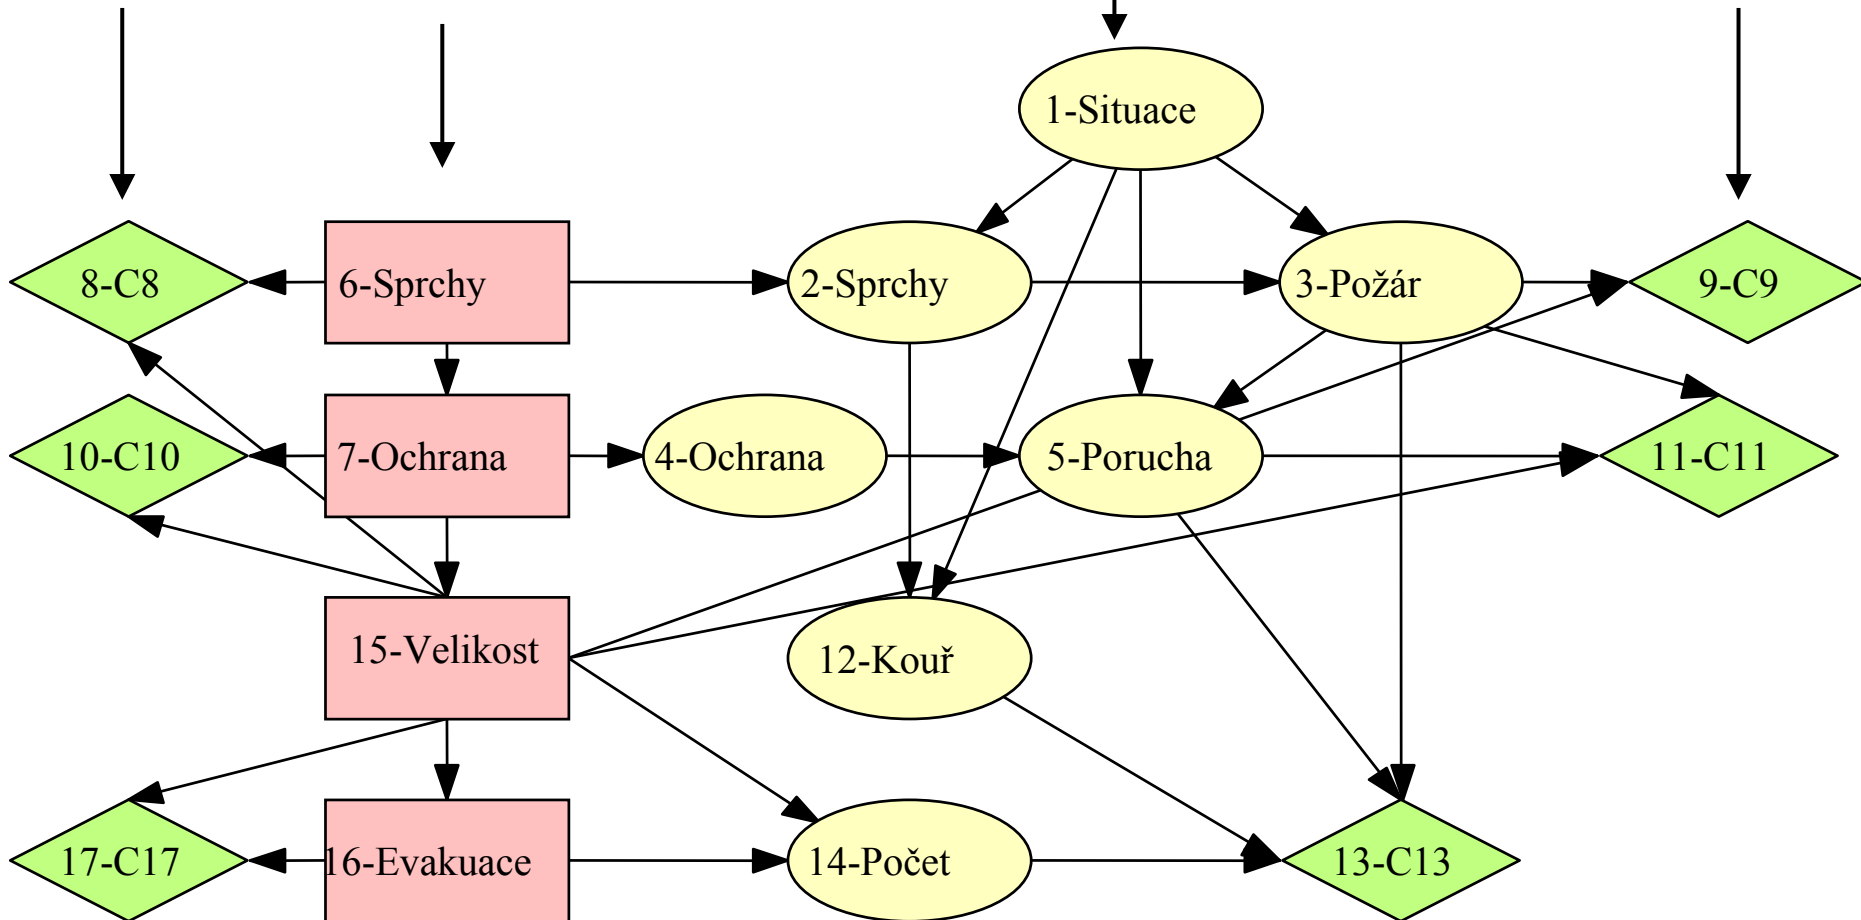 1-Situace
8-C8
6-Sprchy
2-Sprchy
3-Požár
9-C9
10-C10
7-Ochrana
4-Ochrana
5-Porucha
11-C11
15-Velikost
12-Kouř
17-C17
16-Evakuace
14-Počet
13-C13